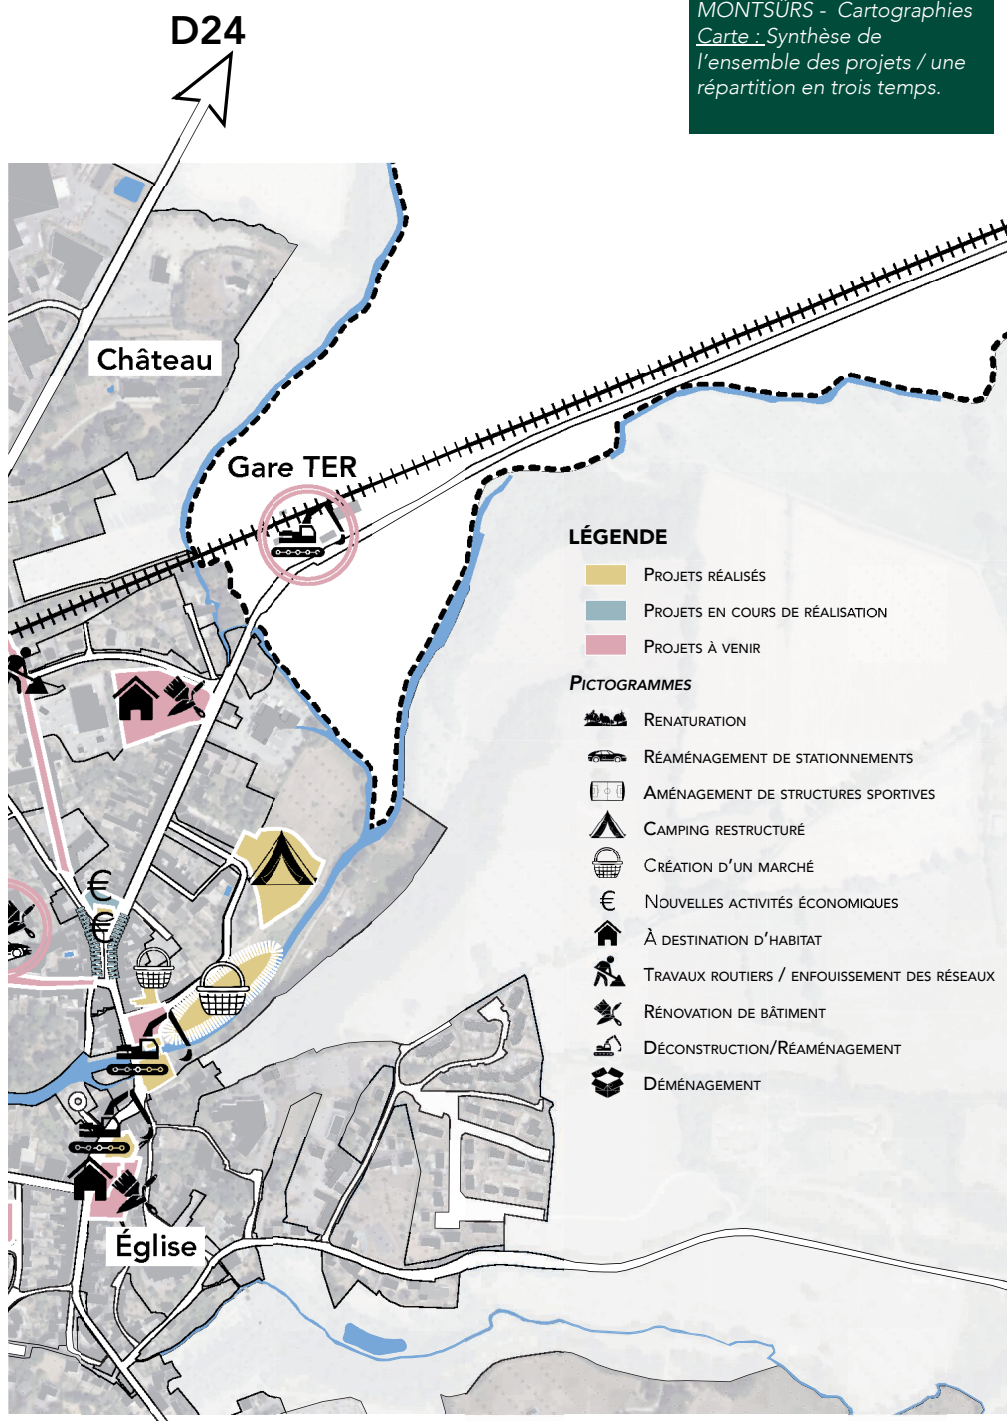 MONTSÛRS - Cartographies
Carte : Synthèse de
l'ensemble des projets / une
répartition en trois temps.
D24
Château
Gare TER
LÉGENDE
Projets réalisés
Projets en cours de réalisation
Projets à venir
Pictogrammes
Renaturation
Réaménagement de stationnements
Aménagement de structures sportives
Camping restructuré
Création d'un marché
€ Nouvelles activités économiques
À destination d'habitat
Travaux routiers / enfouissement des réseaux
Rénovation de bâtiment
Déconstruction/Réaménagement
Déménagement
€
€
Église